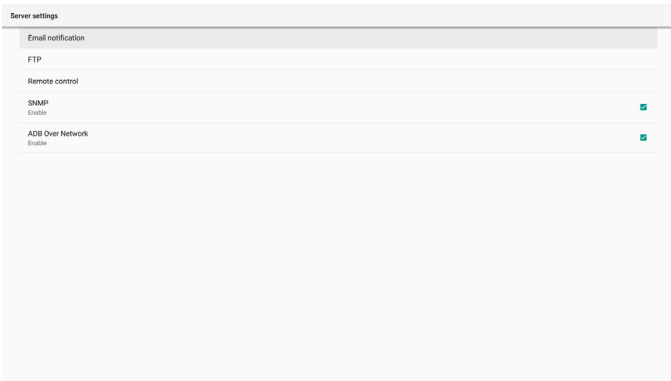 Server settings
Email notification
FTP
Remote control
SNMP
Enable
ADB Over Network
Enable